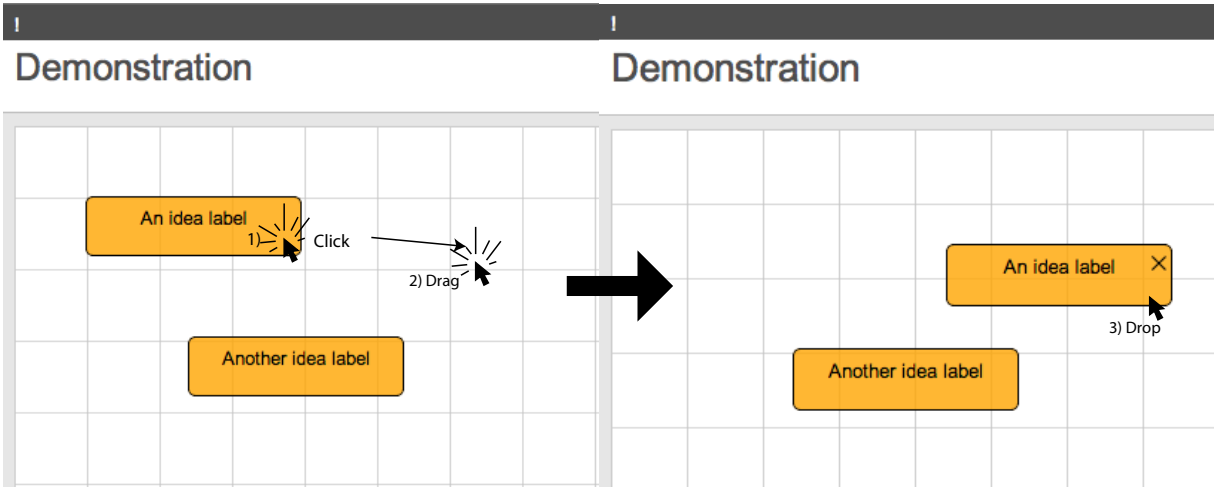 !
Demonstration
An idea label
1)
Click
2) Drag
Another idea label
!
Demonstration
An idea label
3) Drop
Another idea label